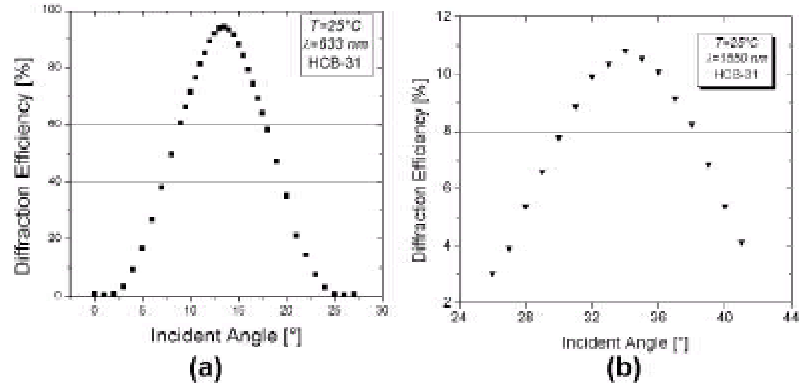 100
80
60
40
20
0
0
5
10
15
20
25
30
Diffraction Efficiency [%]
Incident Angle [°]
T=25°C
λ=633 nm
HCB-31
(a)
12
10
8
6
4
2
24
28
32
36
40
44
Diffraction Efficiency [%]
Incident Angle [°]
T=25°C
λ=1550 nm
HCB-31
(b)